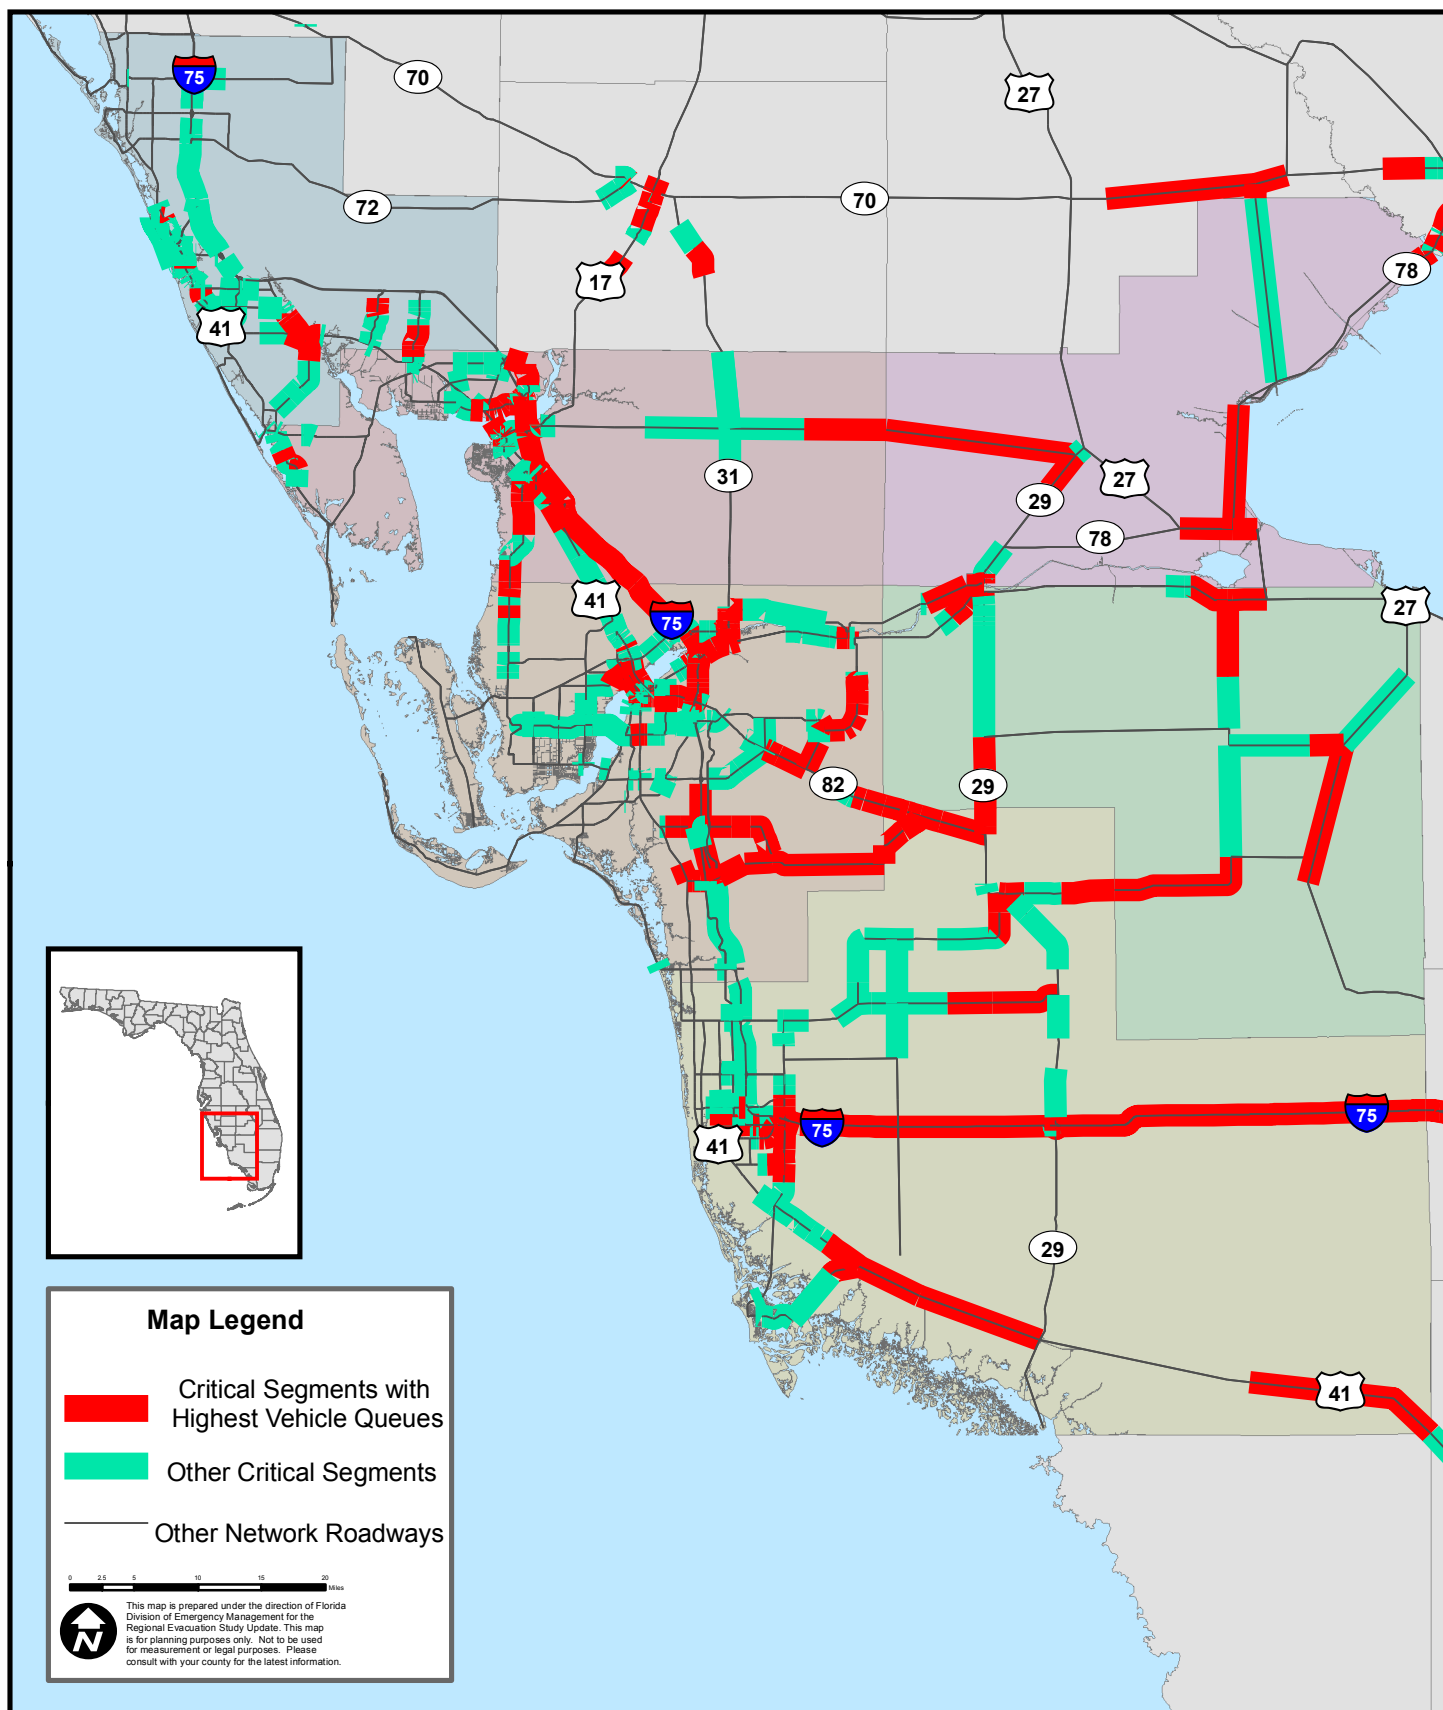 75
70
27
72
70
17
78
41
31
27
29
78
41
75
27
82
29
75
75
41
29
41
Map Legend
Critical Segments with
Highest Vehicle Queues
Other Critical Segments
Other Network Roadways
0 2.5 5 10 15 20
Miles
N
This map is prepared under the direction of Florida
Division of Emergency Management for the
Regional Evacuation Study Update. This map
is for planning purposes only. Not to be used
for measurement or legal purposes. Please
consult with your county for the latest information.